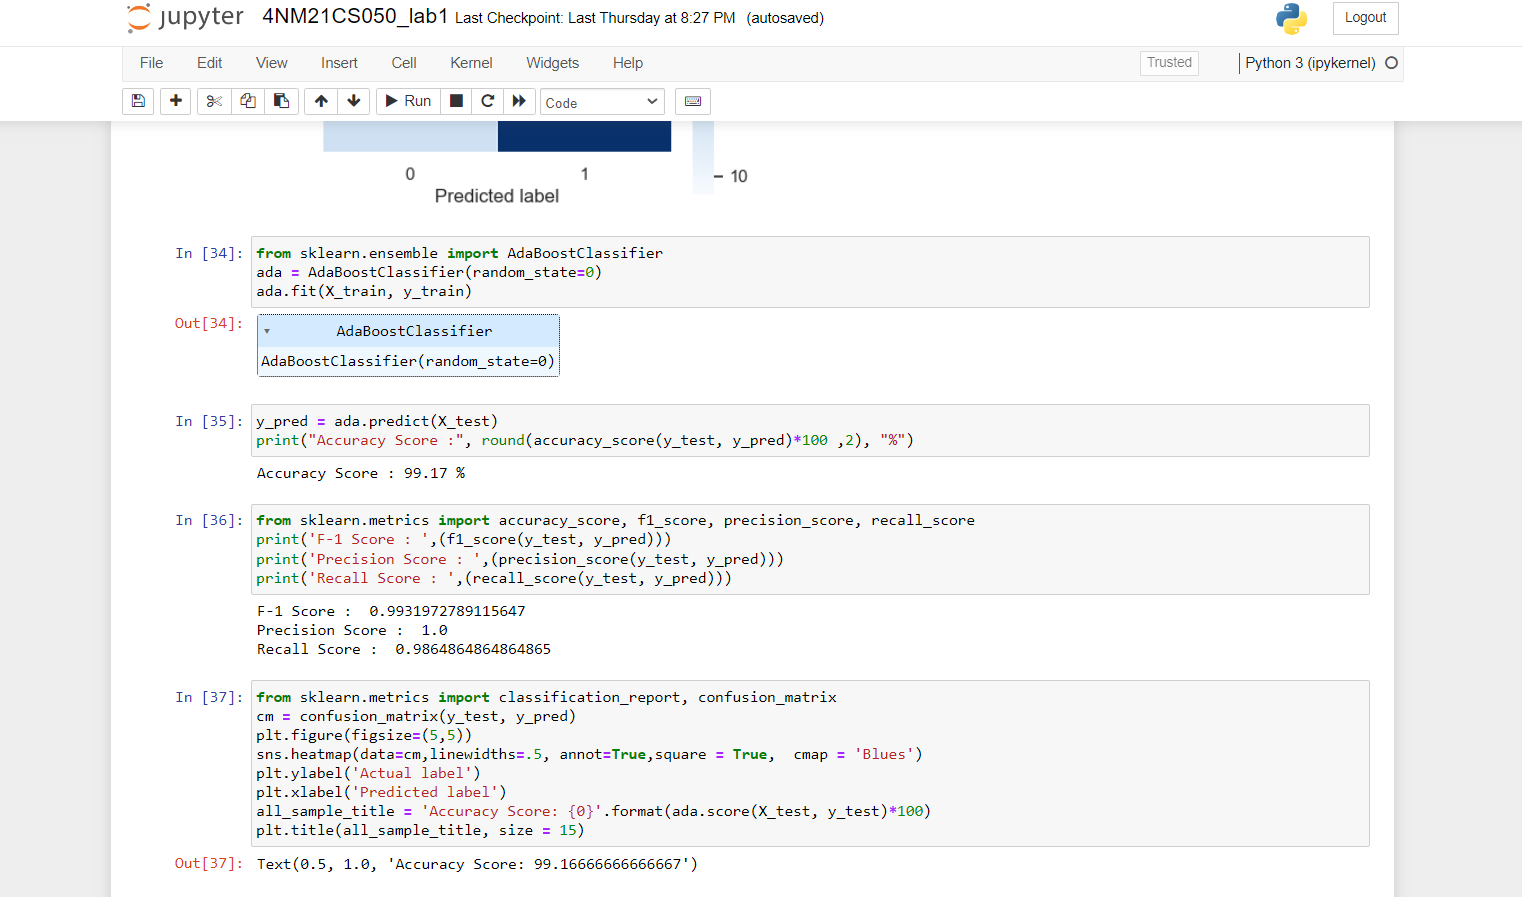 jupyter 4NM21CS050_lab1 Last Checkpoint: Last Thursday at 8:27 PM (autosaved) Logout
File Edit View Insert Cell Kernel Widgets Help Trusted Python 3 (ipykernel)
Run Code
0 1 10
Predicted label
In [34]: from sklearn.ensemble import AdaBoostClassifier
ada = AdaBoostClassifier(random_state=0)
ada.fit(X_train, y_train)
Out[34]: AdaBoostClassifier
AdaBoostClassifier(random_state=0)
In [35]: y_pred = ada.predict(X_test)
print("Accuracy Score :", round(accuracy_score(y_test, y_pred)*100 ,2), "%")
Accuracy Score : 99.17 %
In [36]: from sklearn.metrics import accuracy_score, f1_score, precision_score, recall_score
print('F-1 Score : ',(f1_score(y_test, y_pred)))
print('Precision Score : ',(precision_score(y_test, y_pred)))
print('Recall Score : ',(recall_score(y_test, y_pred)))
F-1 Score :  0.9931972789115647
Precision Score :  1.0
Recall Score :  0.9864864864864865
In [37]: from sklearn.metrics import classification_report, confusion_matrix
cm = confusion_matrix(y_test, y_pred)
plt.figure(figsize=(5,5))
sns.heatmap(data=cm,linewidths=.5, annot=True,square = True,  cmap = 'Blues')
plt.ylabel('Actual label')
plt.xlabel('Predicted label')
all_sample_title = 'Accuracy Score: {0}'.format(ada.score(X_test, y_test)*100)
plt.title(all_sample_title, size = 15)
Out[37]: Text(0.5, 1.0, 'Accuracy Score: 99.16666666666667')